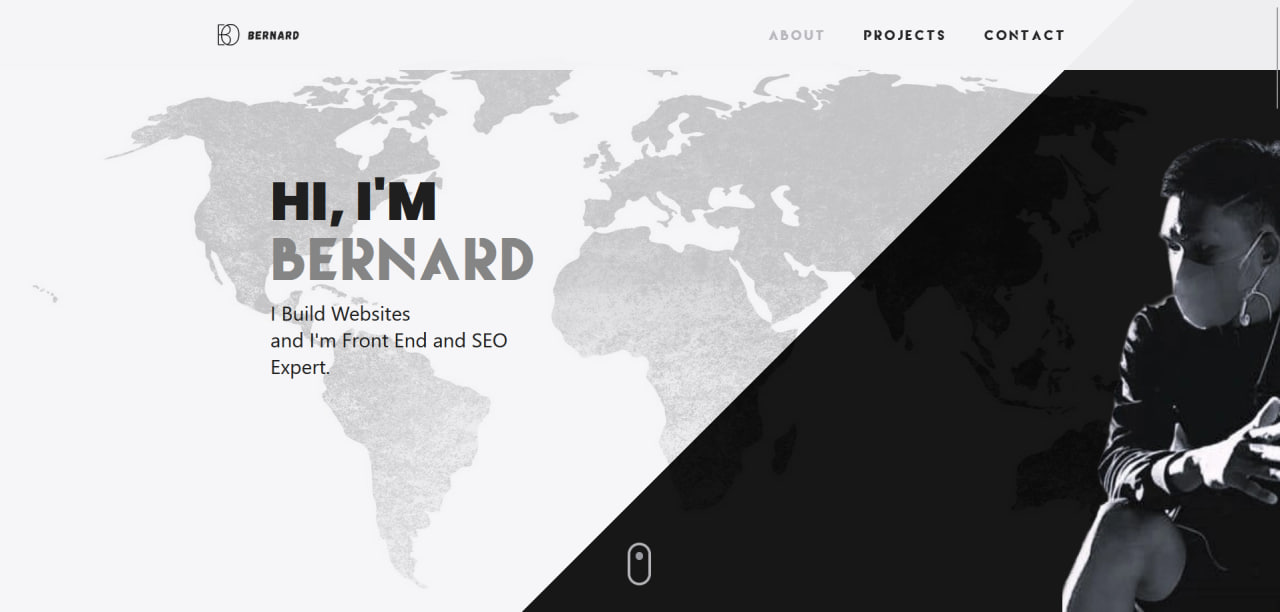 BERNARD
ABOUT PROJECTS CONTACT
HI, I'M
BERNARD
I Build Websites
and I'm Front End and SEO
Expert.